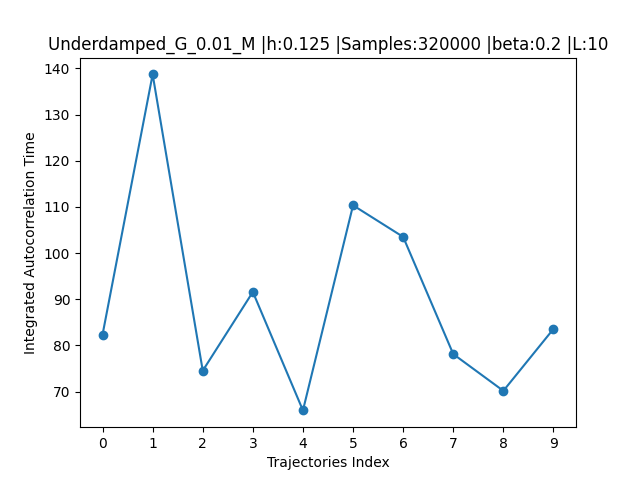 Underdamped_G_0.01_M |h:0.125 |Samples:320000 |beta:0.2 |L:10
140
130
120
110
100
90
80
70
Integrated Autocorrelation Time
0 1 2 3 4 5 6 7 8 9
Trajectories Index